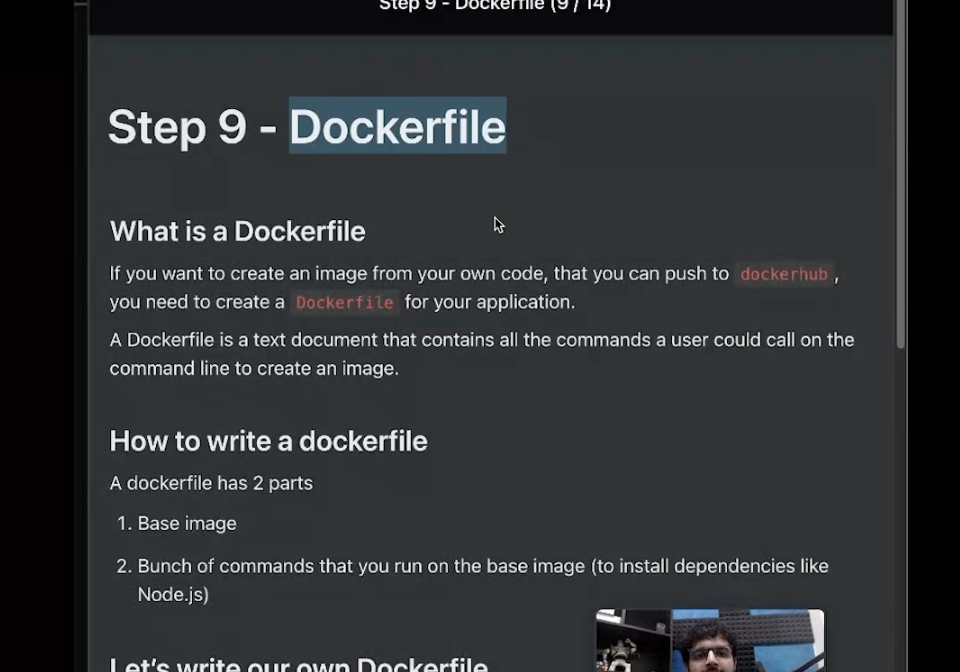 Step 9 - Dockerfile (9 / 14)
Step 9 - Dockerfile
What is a Dockerfile
If you want to create an image from your own code, that you can push to dockerhub ,
you need to create a Dockerfile for your application.
A Dockerfile is a text document that contains all the commands a user could call on the
command line to create an image.
How to write a dockerfile
A dockerfile has 2 parts
1. Base image
2. Bunch of commands that you run on the base image (to install dependencies like
Node.js)
Let's write our own Dockerfile